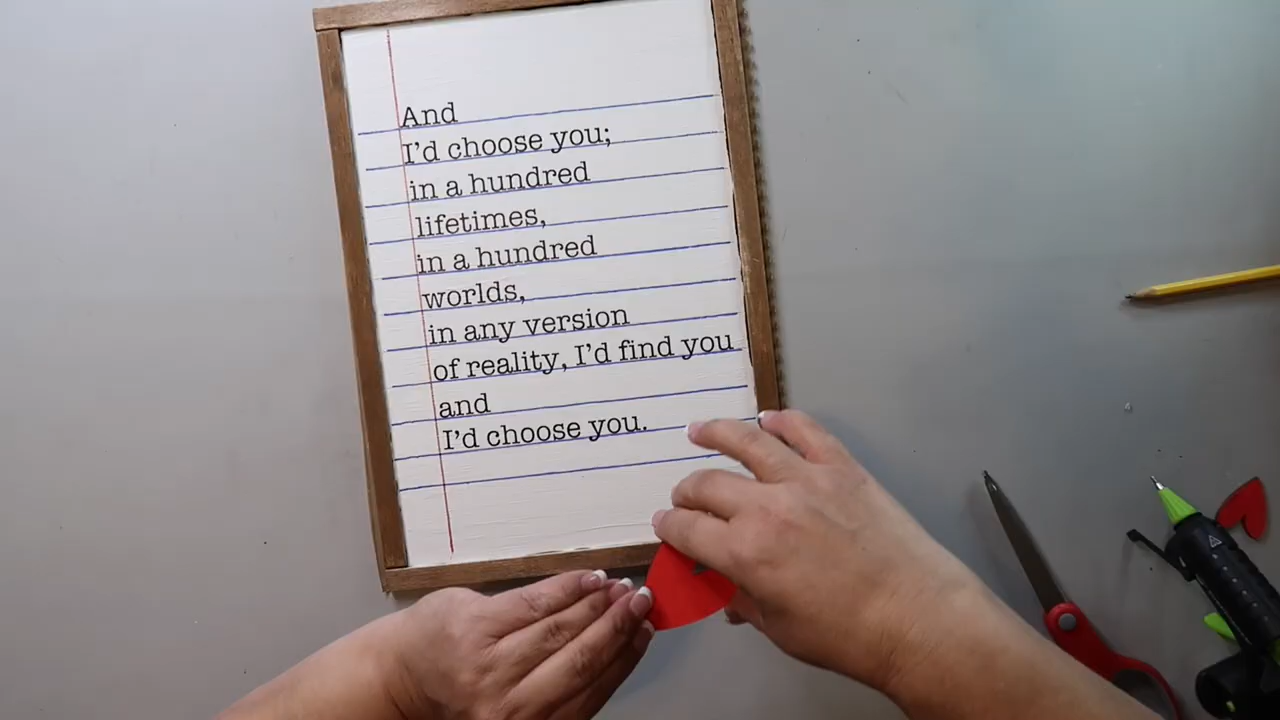 And
I'd choose you;
in a hundred
lifetimes,
in a hundred
worlds,
in any version
of reality, I'd find you
and
I'd choose you.